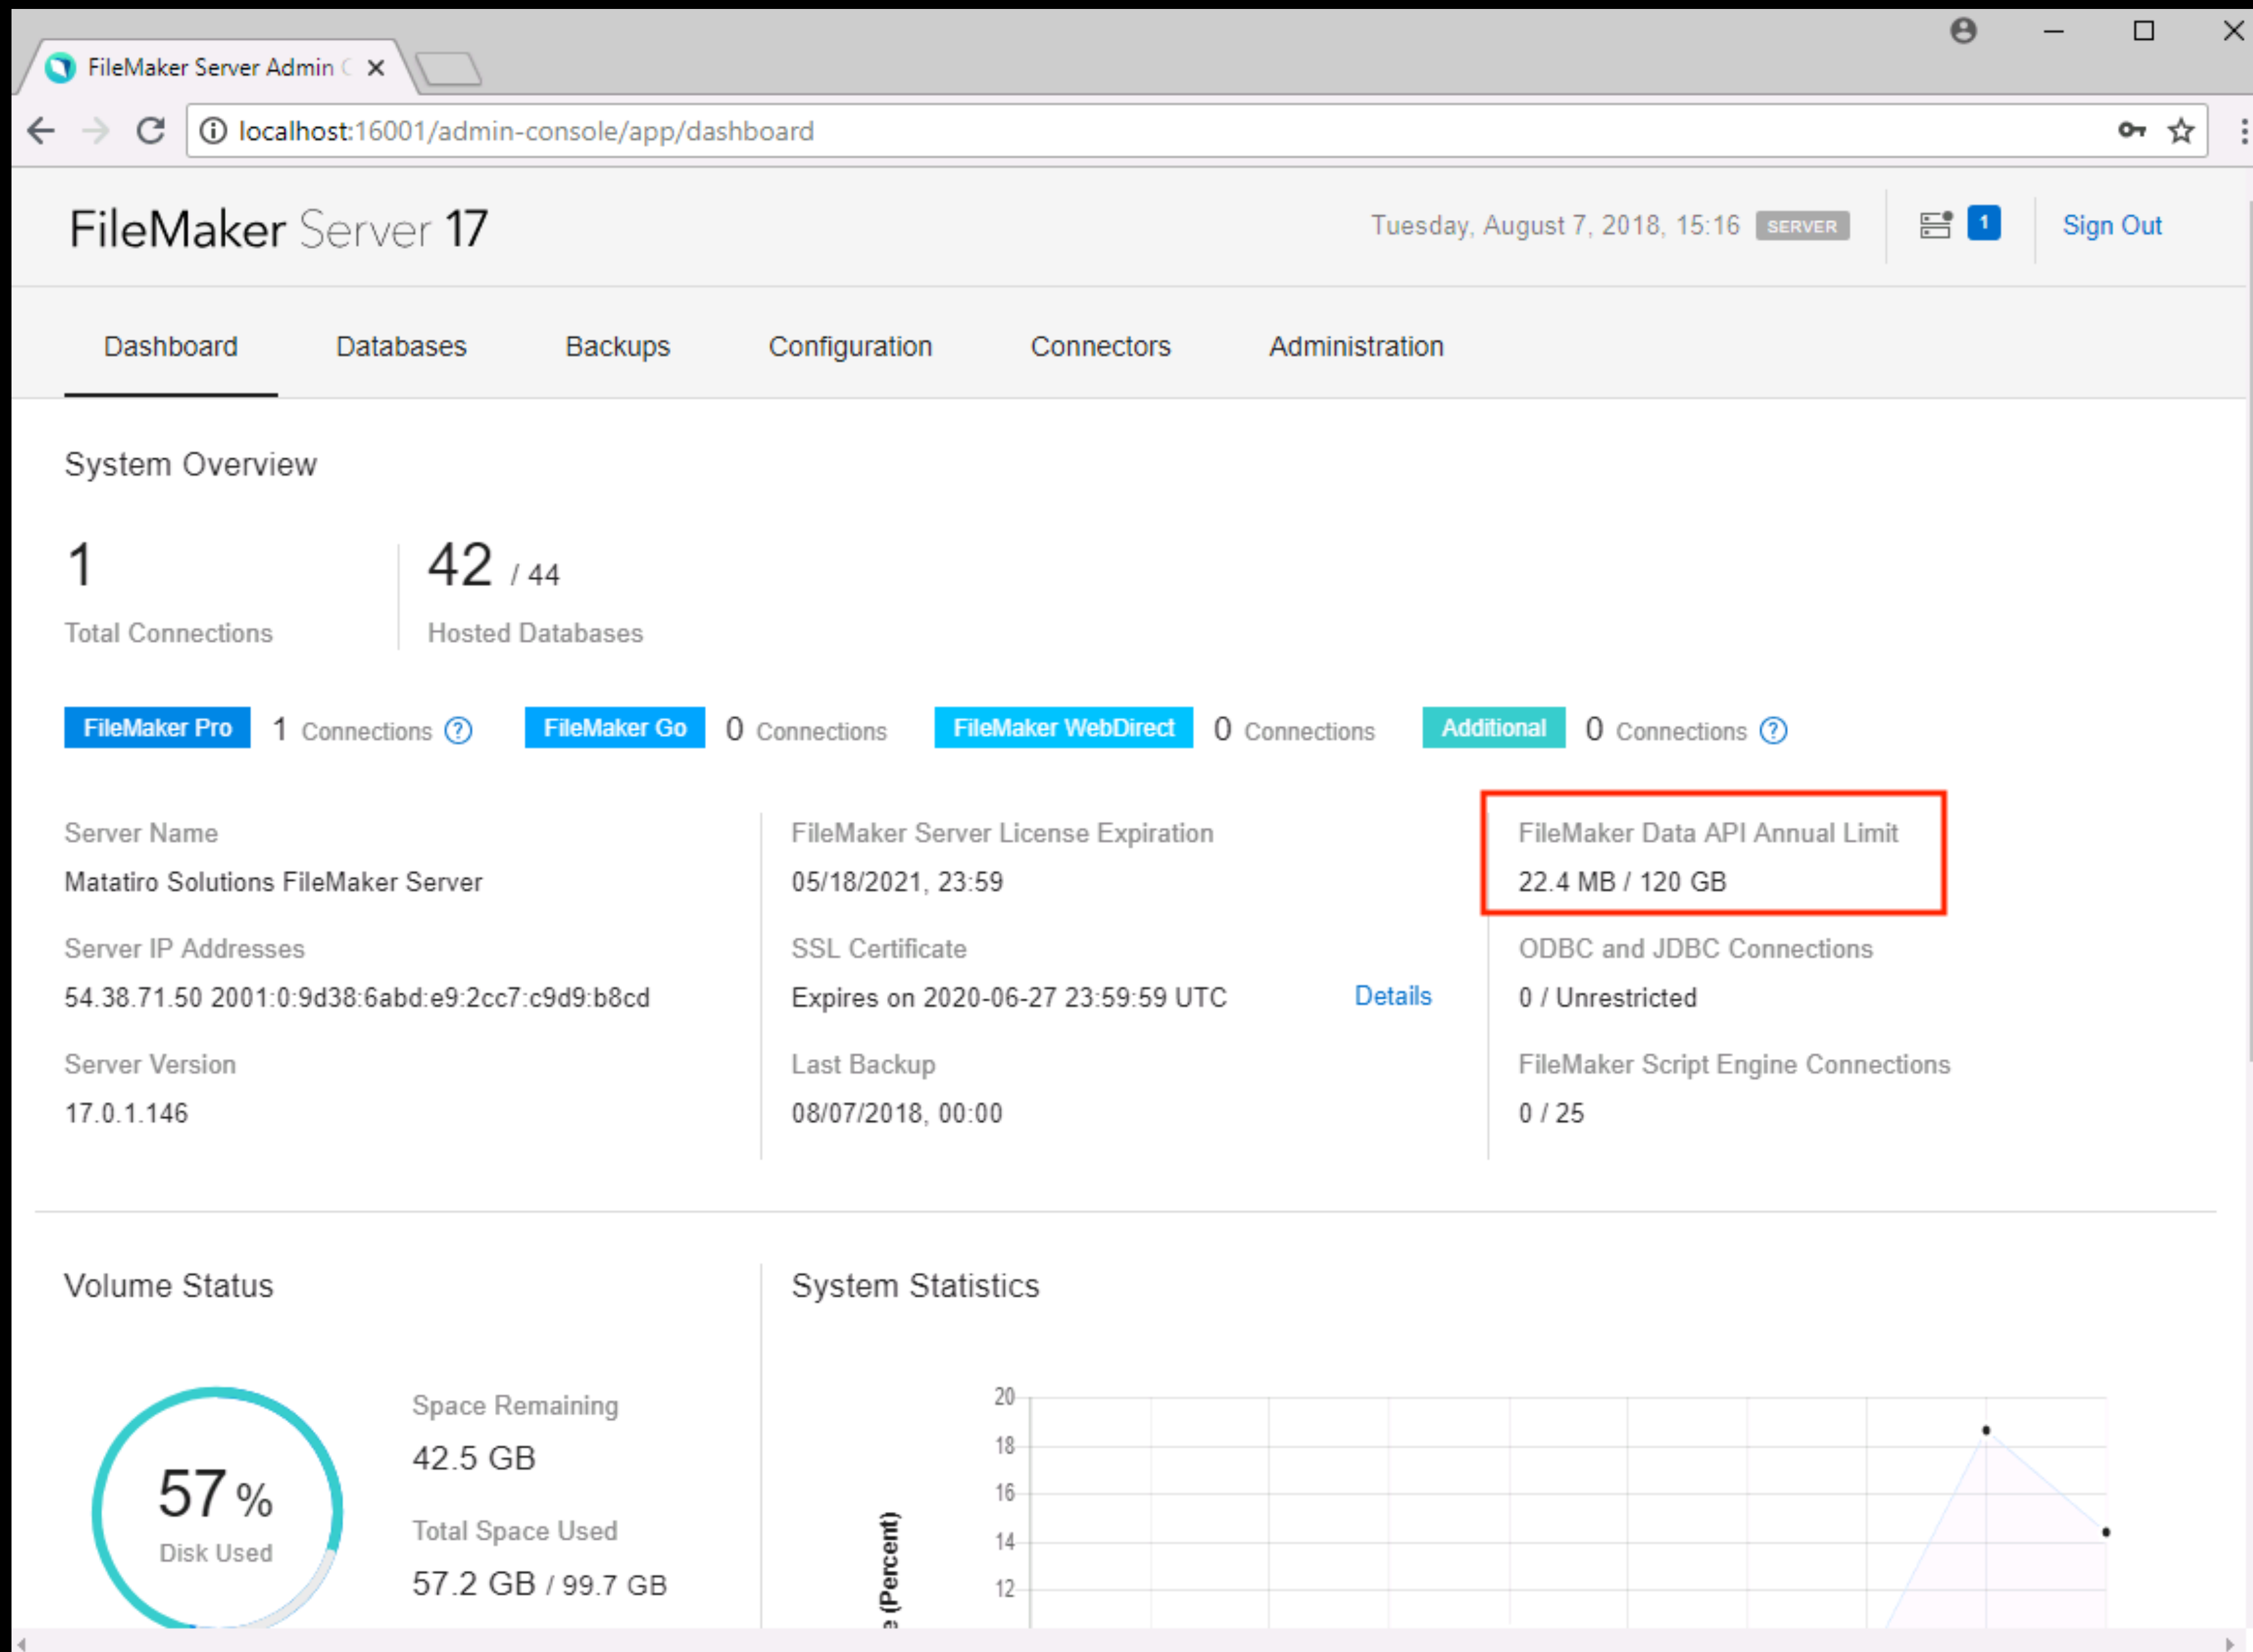 FileMaker Server Admin C
localhost:16001/admin-console/app/dashboard
FileMaker Server 17
Tuesday, August 7, 2018, 15:16 SERVER 1 Sign Out
Dashboard Databases Backups Configuration Connectors Administration
System Overview
1 42 / 44
Total Connections Hosted Databases
FileMaker Pro 1 Connections ? FileMaker Go 0 Connections FileMaker WebDirect 0 Connections Additional 0 Connections ?
Server Name FileMaker Server License Expiration FileMaker Data API Annual Limit
Matatiro Solutions FileMaker Server 05/18/2021, 23:59 22.4 MB / 120 GB
Server IP Addresses SSL Certificate ODBC and JDBC Connections
54.38.71.50 2001:0:9d38:6abd:e9:2cc7:c9d9:b8cd Expires on 2020-06-27 23:59:59 UTC Details 0 / Unrestricted
Server Version Last Backup FileMaker Script Engine Connections
17.0.1.146 08/07/2018, 00:00 0 / 25
Volume Status System Statistics
57 %
Disk Used
Space Remaining
42.5 GB
Total Space Used
57.2 GB / 99.7 GB
20
18
16
14
12
e (Percent)